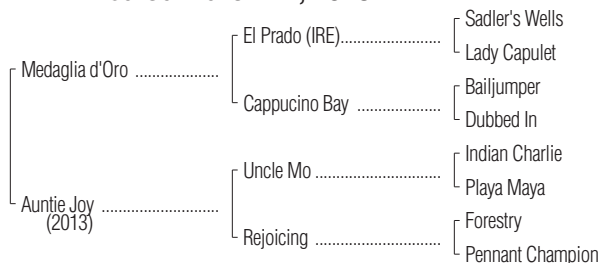 Sadler's Wells
El Prado (IRE)....................
Lady Capulet
Medaglia d'Oro .................
Bailjumper
Cappucino Bay .................
Dubbed In
Indian Charlie
Uncle Mo .......................
Playa Maya
Auntie Joy ........................
(2013)
Forestry
Rejoicing .........................
Pennant Champion